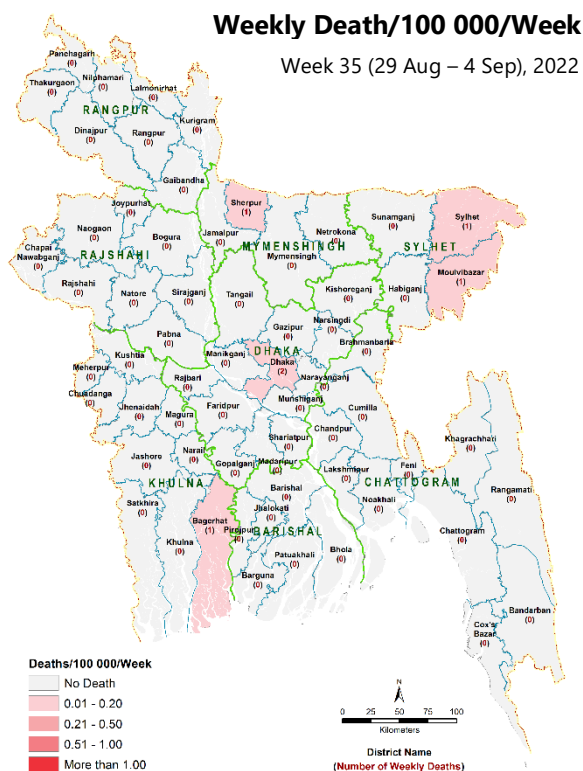 Weekly Death/100 000/Week
Week 35 (29 Aug – 4 Sep), 2022
Panchagarh
(0)
Thakurgaon
(0)
Nilphamari
(0)
Lalmonirhat
(0)
RANGPUR
Kurigram
(0)
Dinajpur
(0)
Rangpur
(0)
Gaibandha
(0)
Joypurhat
(0)
Sherpur
(1)
Naogaon
(0)
Bogura
(0)
Jamalpur
(0)
Netrokona
(0)
Sunamganj
(0)
Sylhet
(1)
Chapai
Nawabganj
(0)
RAJSHAHI
MYMENSHINGH
Mymensingh
(0)
SYLHET
Moulvibazar
(1)
Rajshahi
(0)
Natore
(0)
Sirajganj
(0)
Tangail
(0)
Kishoreganj
(0)
Habiganj
(0)
Pabna
(0)
Gazipur
(0)
Narsingdi
(0)
Brahmanbaria
(0)
Kushtia
(0)
Meherpur
(0)
Manikganj
(0)
DHAKA
Dhaka
(2)
Narayanganj
(0)
Chuadanga
(0)
Rajbari
(0)
Jhenaidah
(0)
Magura
(0)
Faridpur
(0)
Munshiganj
(0)
Cumilla
(0)
Chandpur
(0)
Khagrachhari
(0)
Shariatpur
(0)
Jashore
(0)
Narail
(0)
Gopalganj
(0)
Madaripur
(0)
Lakshmipur
(0)
Feni
(0)
Rangamati
(0)
KHULNA
CHATTOGRAM
Barishal
(0)
Noakhali
(0)
Satkhira
(0)
Jhalokati
(0)
Bagerhat
(1)
Pirojpur
(0)
BARISHAL
Chattogram
(0)
Khulna
(0)
Patuakhali
(0)
Bhola
(0)
Barguna
(0)
Bandarban
(0)
Cox's
Bazar
(0)
Deaths/100 000/Week
No Death
0.01 - 0.20
0.21 - 0.50
0.51 - 1.00
More than 1.00
N
0 25 50 75 100
Kilometers
District Name
(Number of Weekly Deaths)